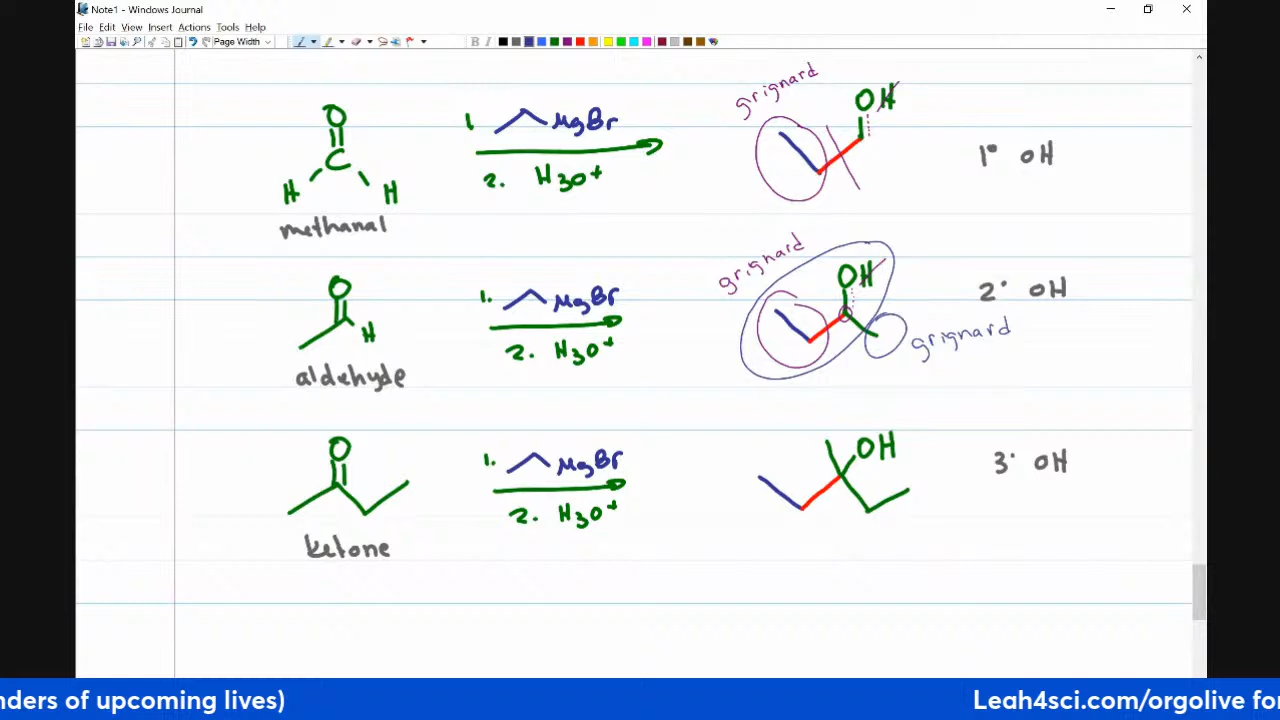 Note1 - Windows Journal
File Edit View Insert Actions Tools Help
Page Width B I
grignard
O
C
H H
methanal
1. MgBr
2. H3O+
OH
1° OH
grignard
O
H
aldehyde
1. MgBr
2. H3O+
OH
grignard
2° OH
O
ketone
1. MgBr
2. H3O+
OH
3° OH
nders of upcoming lives)
Leah4sci.com/orgolive fo